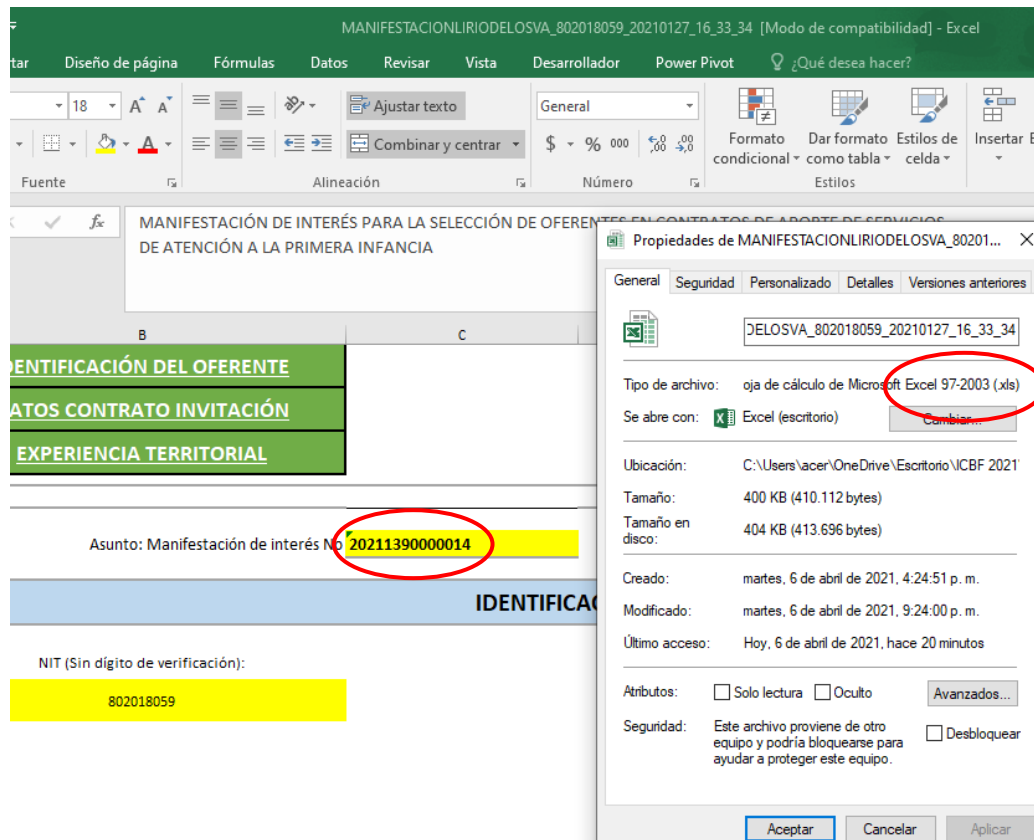 MANIFESTACIONLIRIODELOSVA_802018059_20210127_16_33_34 [Modo de compatibilidad] - Excel
tar Diseño de página Fórmulas Datos Revisar Vista Desarrollador Power Pivot ¿Qué desea hacer?
18 A A Ajustar texto General
A Combinar y centrar $ % 000 ,00
Formato condicional Dar formato como tabla Estilos de celda Insertar E
Fuente Alineación Número Estilos
fx MANIFESTACIÓN DE INTERÉS PARA LA SELECCIÓN DE OFERENTES EN CONTRATOS DE APORTE DE SERVICIOS
DE ATENCIÓN A LA PRIMERA INFANCIA
B C
DENTIFICACIÓN DEL OFERENTE
ATOS CONTRATO INVITACIÓN
EXPERIENCIA TERRITORIAL
Asunto: Manifestación de interés No 20211390000014
IDENTIFICA
NIT (Sin dígito de verificación):
802018059
Propiedades de MANIFESTACIONLIRIODELOSVA_80201... X
General Seguridad Personalizado Detalles Versiones anteriores
DELOSVA_802018059_20210127_16_33_34
Tipo de archivo: oja de cálculo de Microsoft Excel 97-2003 (.xls)
Se abre con: Excel (escritorio) Cambiar...
Ubicación: C:\Users\acer\OneDrive\Escritorio\ICBF 2021
Tamaño: 400 KB (410.112 bytes)
Tamaño en disco: 404 KB (413.696 bytes)
Creado: martes, 6 de abril de 2021, 4:24:51 p. m.
Modificado: martes, 6 de abril de 2021, 9:24:00 p. m.
Último acceso: Hoy, 6 de abril de 2021, hace 20 minutos
Atributos: Solo lectura Oculto Avanzados...
Seguridad: Este archivo proviene de otro
equipo y podría bloquearse para
ayudar a proteger este equipo.
Desbloquear
Aceptar Cancelar Aplicar